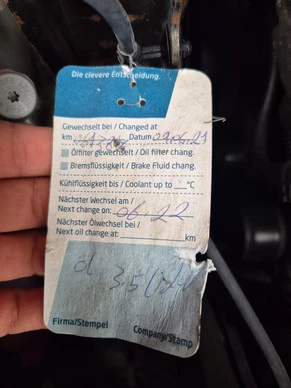 Die clevere Entscheidung.
Gewechselt bei / Changed at
km Datum
Ölfilter gewechselt / Oil filter chang.
Bremsflüssigkeit / Brake Fluid chang.
Kühlflüssigkeit bis / Coolant up to °C
Nächster Wechsel am /
Next change on: 06.22
Nächster Ölwechsel bei /
Next oil change at: km
öl
Firma/Stempel Company/Stamp